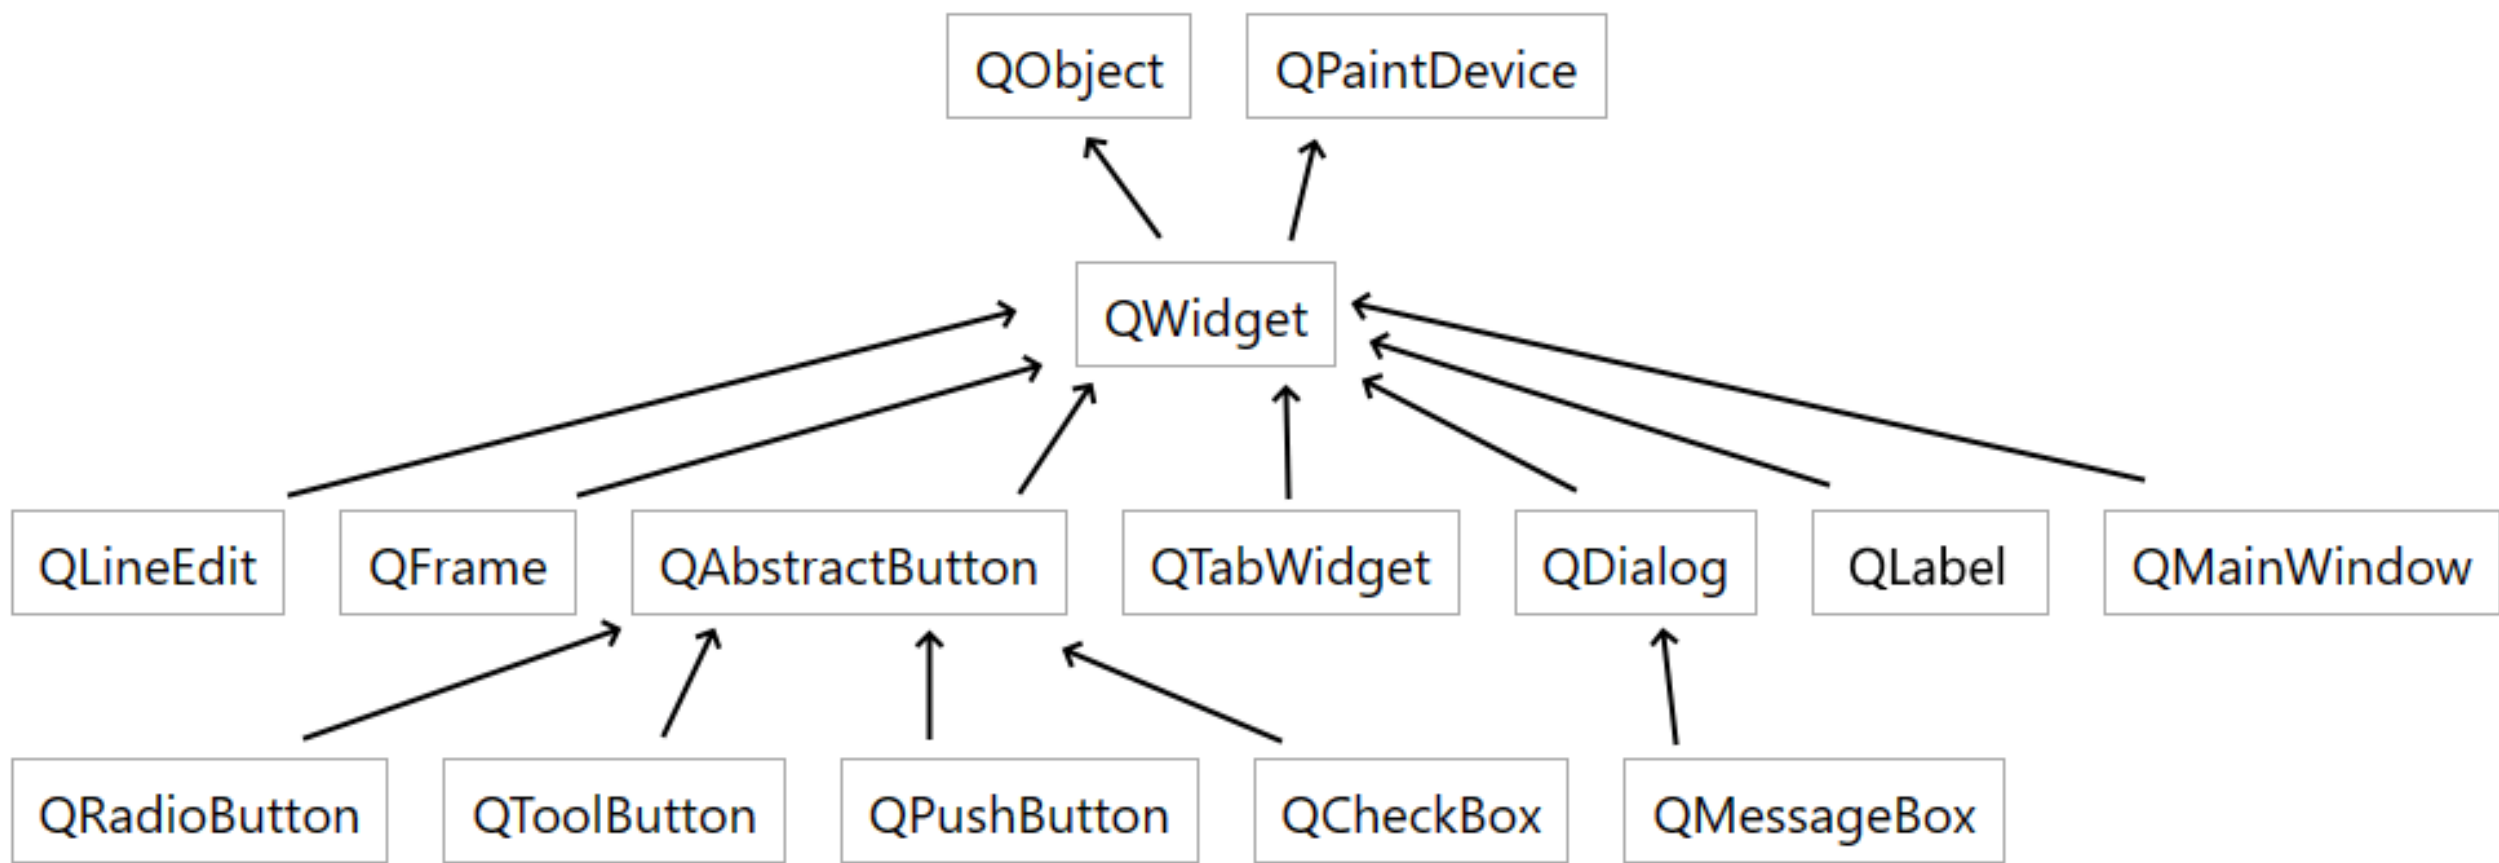 QObject
QPaintDevice
QWidget
QLineEdit
QFrame
QAbstractButton
QTabWidget
QDialog
QLabel
QMainWindow
QRadioButton
QToolButton
QPushButton
QCheckBox
QMessageBox